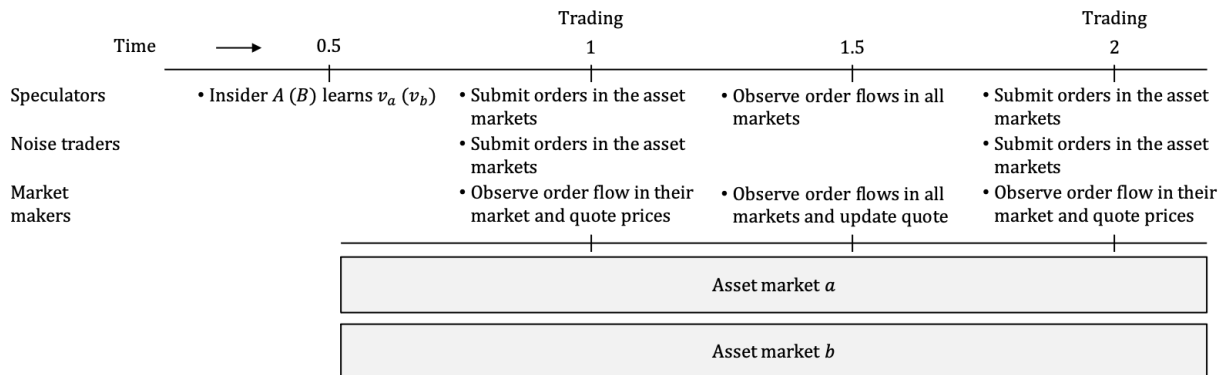 Trading Trading
Time 0.5 1 1.5 2
Speculators • Insider A (B) learns v_a (v_b) • Submit orders in the asset • Observe order flows in all • Submit orders in the asset
markets markets markets
Noise traders • Submit orders in the asset • Submit orders in the asset
markets markets
Market • Observe order flow in their • Observe order flows in all • Observe order flow in their
makers market and quote prices markets and update quote market and quote prices
Asset market a
Asset market b